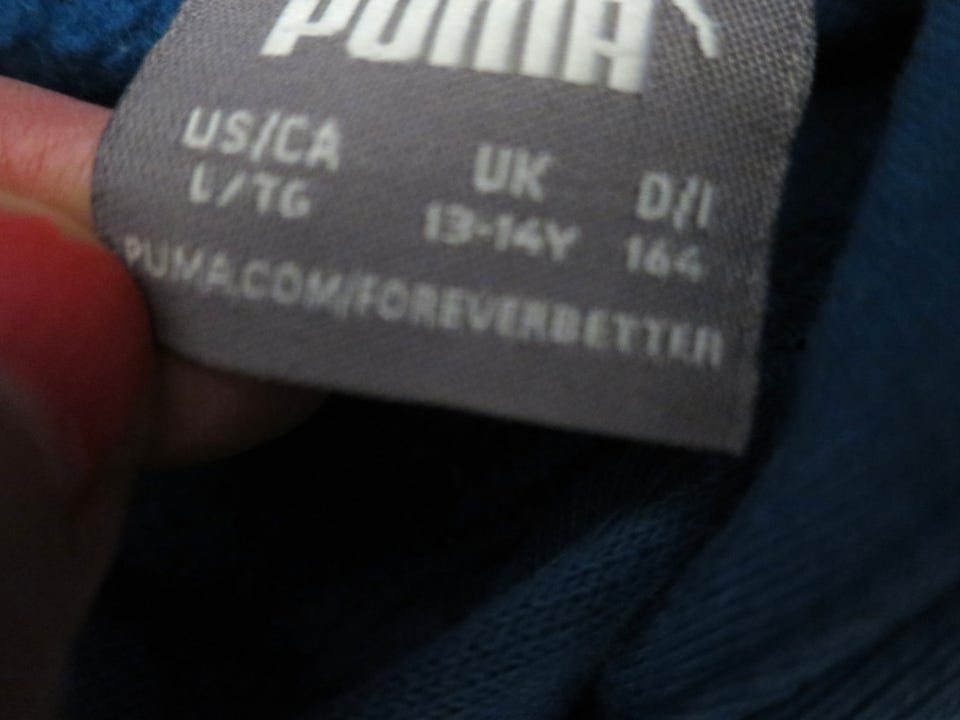 PUMA
US/CA UK D/I
L/TG 13-14Y 164
PUMA.COM/FOREVERBETTER